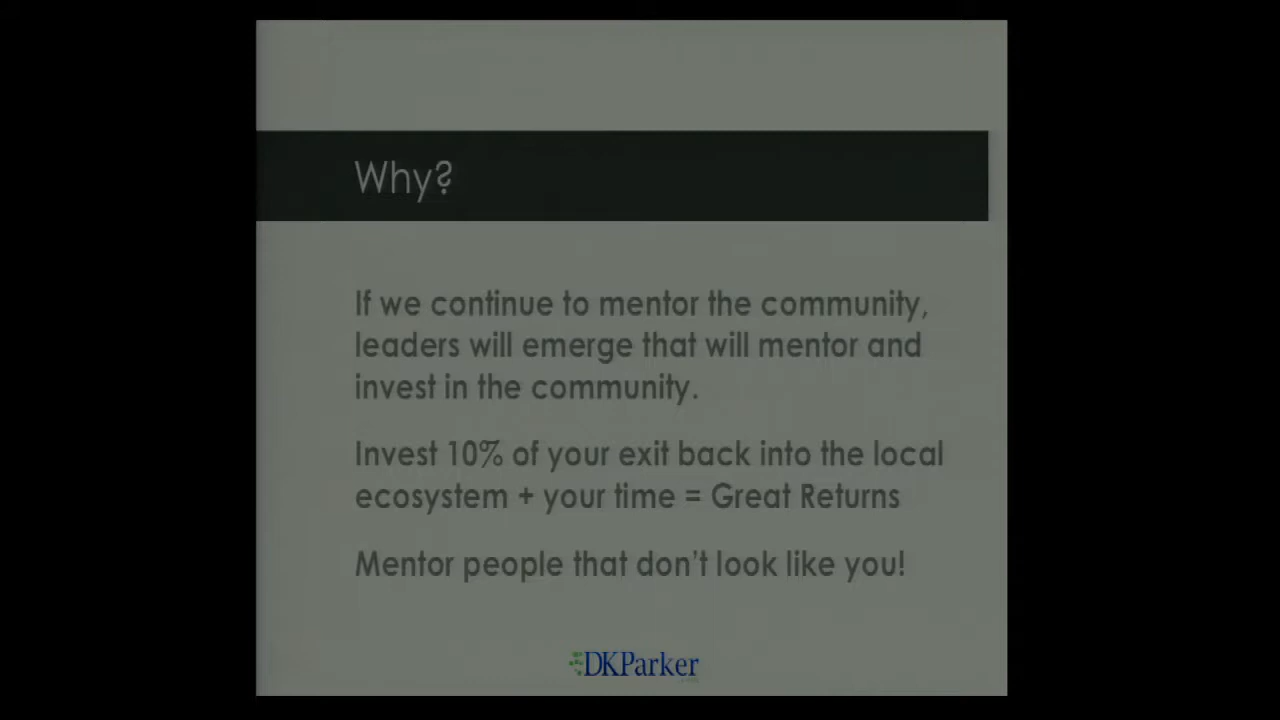 Why?
If we continue to mentor the community,
leaders will emerge that will mentor and
invest in the community.
Invest 10% of your exit back into the local
ecosystem + your time = Great Returns
Mentor people that don't look like you!
DKParker